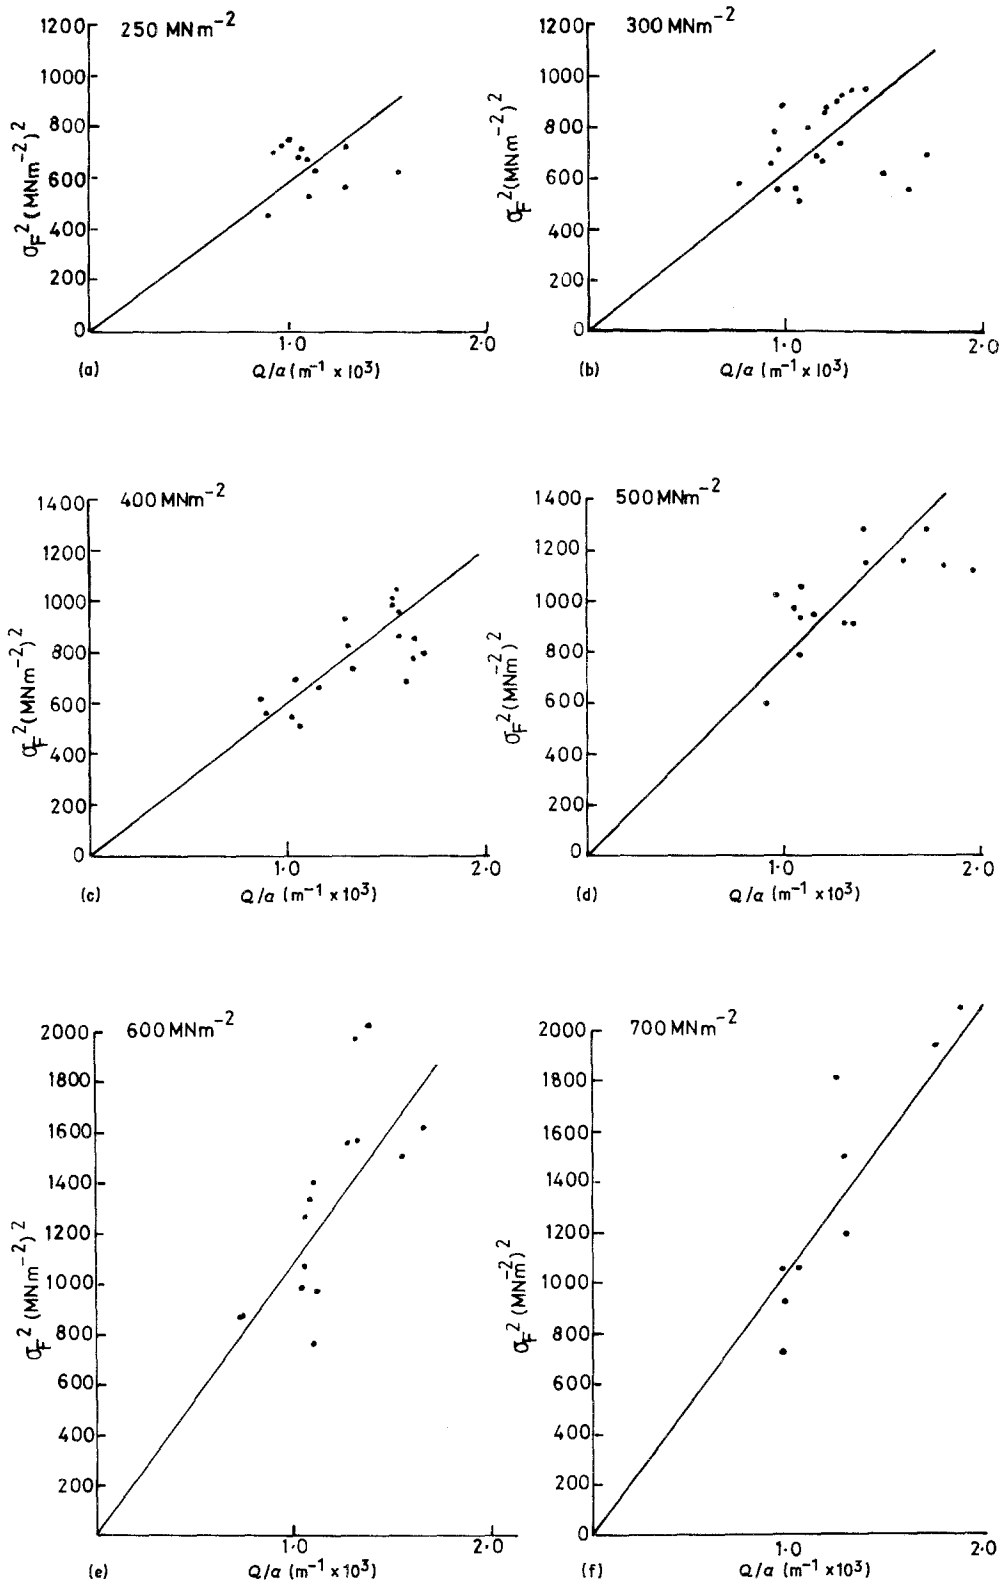 250 MNm⁻²
1200
1000
800
600
400
200
0
σF² (MNm⁻²)²
1·0
2·0
(a)
Q/a (m⁻¹ x 10³)
300 MNm⁻²
1200
1000
800
600
400
200
0
σF² (MNm⁻²)²
1·0
2·0
(b)
Q/a (m⁻¹ x 10³)
400 MNm⁻²
1400
1200
1000
800
600
400
200
0
σF² (MNm⁻²)²
1·0
2·0
(c)
Q/a (m⁻¹ x 10³)
500 MNm⁻²
1400
1200
1000
800
600
400
200
0
σF² (MNm⁻²)²
1·0
2·0
(d)
Q/a (m⁻¹ x 10³)
600 MNm⁻²
2000
1800
1600
1400
1200
1000
800
600
400
200
σF² (MNm⁻²)²
1·0
2·0
(e)
Q/a (m⁻¹ x 10³)
700 MNm⁻²
2000
1800
1600
1400
1200
1000
800
600
400
200
0
σF² (MNm⁻²)²
1·0
2·0
(f)
Q/a (m⁻¹ x 10³)